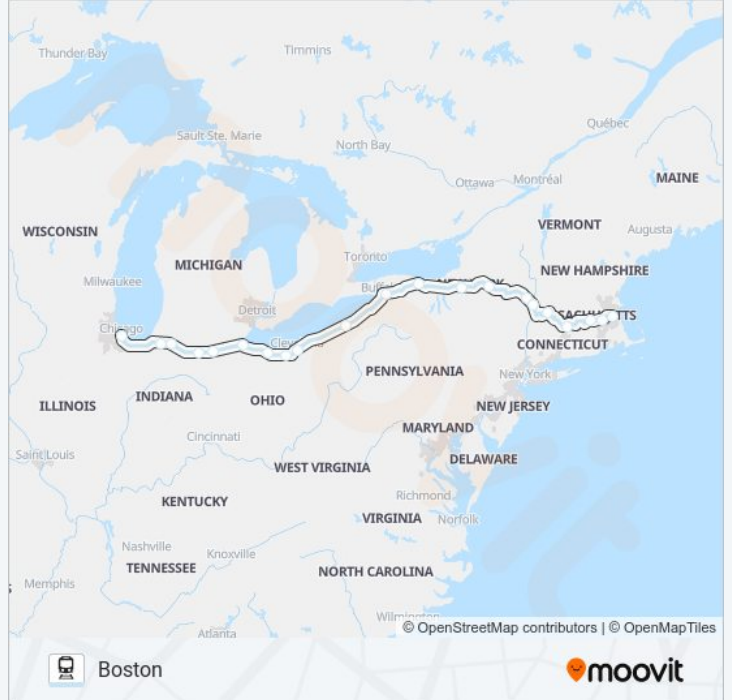 Thunder Bay
Timmins
Québec
Sault Ste. Marie
North Bay
Ottawa
Montréal
MAINE
WISCONSIN
VERMONT
Augusta
Toronto
MICHIGAN
NEW HAMPSHIRE
Milwaukee
Detroit
Chicago
CONNECTICUT
PENNSYLVANIA
New York
INDIANA
OHIO
ILLINOIS
NEW JERSEY
MARYLAND
Cincinnati
Saint Louis
DELAWARE
WEST VIRGINIA
KENTUCKY
Richmond
VIRGINIA
Norfolk
Nashville
Knoxville
TENNESSEE
NORTH CAROLINA
Memphis
Wilmington
Atlanta
© OpenStreetMap contributors | © OpenMapTiles
Boston
moovit